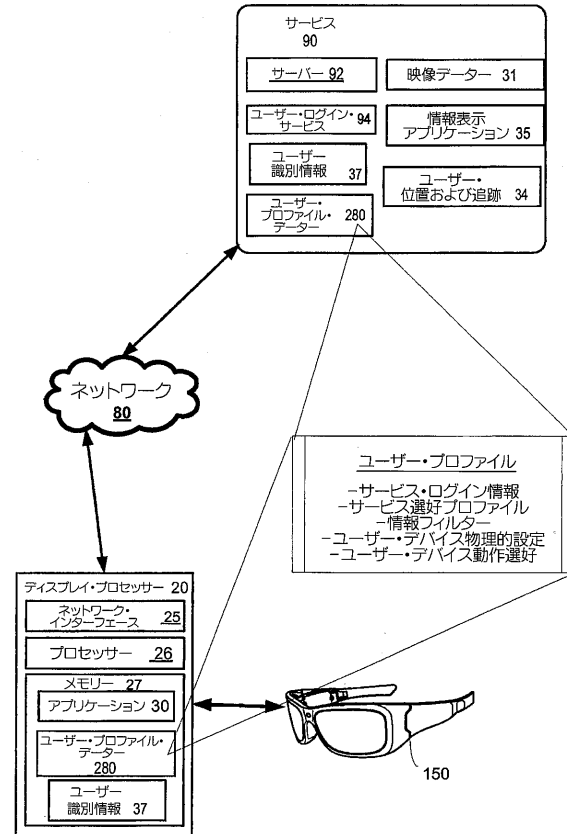 サービス
90
サーバー 92
映像データー 31
ユーザー・ログイン・
サービス 94
情報表示
アプリケーション 35
ユーザー
識別情報 37
ユーザー・
位置および追跡 34
ユーザー・
プロファイル・
データー 280
ネットワーク
80
ユーザー・プロファイル
-サービス・ログイン情報
-サービス選好プロファイル
-情報フィルター
-ユーザー・デバイス物理的設定
-ユーザー・デバイス動作選好
ディスプレイ・プロセッサー 20
ネットワーク・
インターフェース 25
プロセッサー 26
メモリー 27
アプリケーション 30
ユーザー・プロファイル・
データー
280
ユーザー
識別情報 37
150